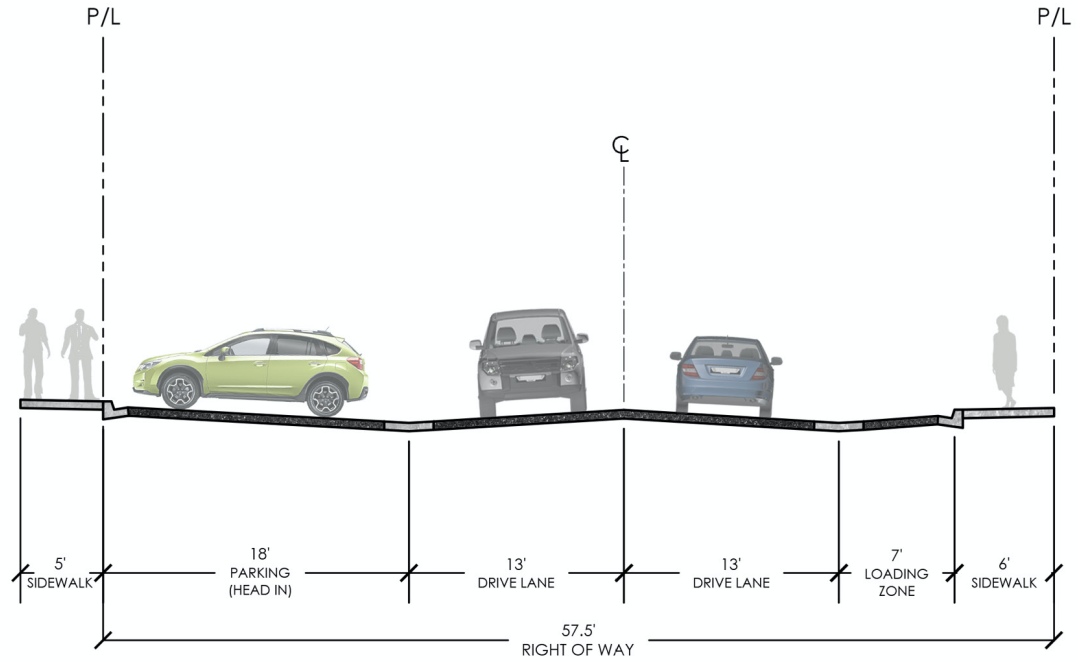 P/L
P/L
℄
5'
SIDEWALK
18'
PARKING
(HEAD IN)
13'
DRIVE LANE
13'
DRIVE LANE
7'
LOADING
ZONE
6'
SIDEWALK
57.5'
RIGHT OF WAY